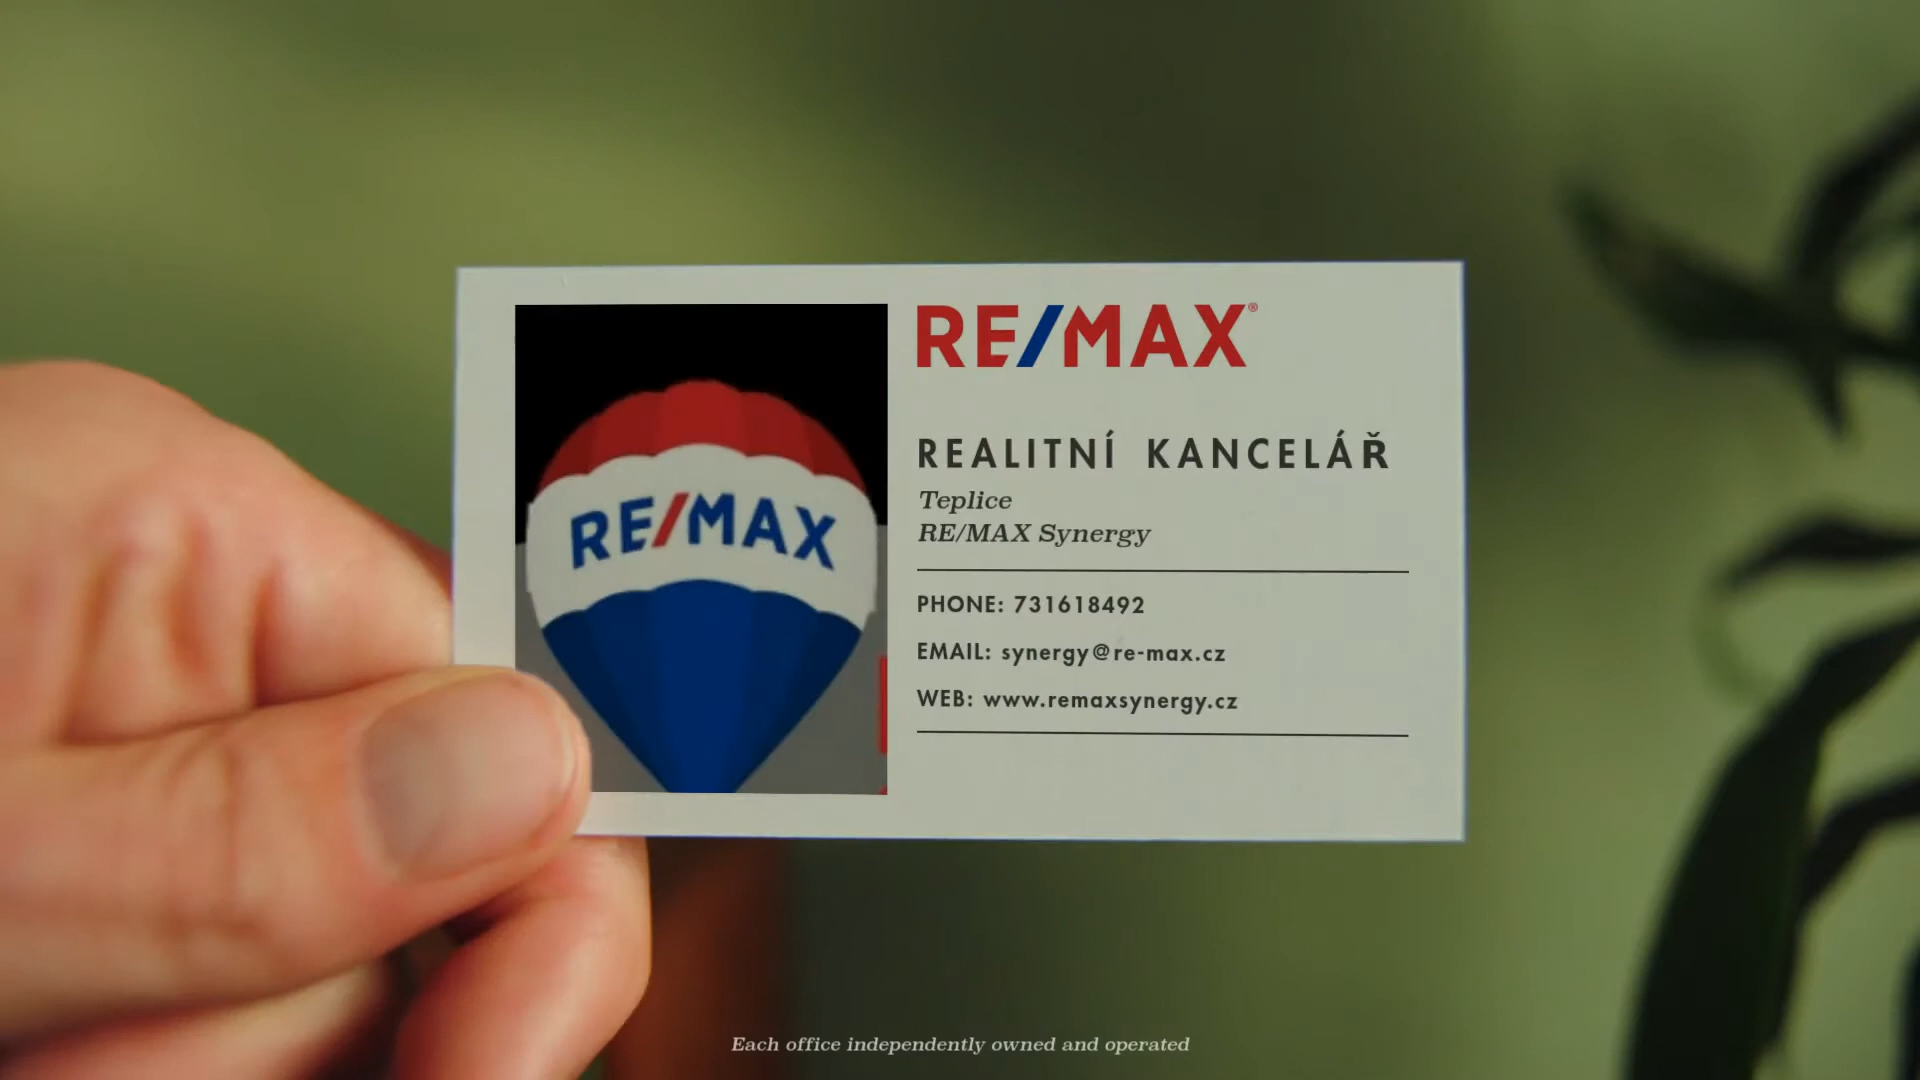 RE/MAX
RE/MAX®
REALITNÍ KANCELÁŘ
Teplice
RE/MAX Synergy
PHONE: 731618492
EMAIL: synergy@re-max.cz
WEB: www.remaxsynergy.cz
Each office independently owned and operated